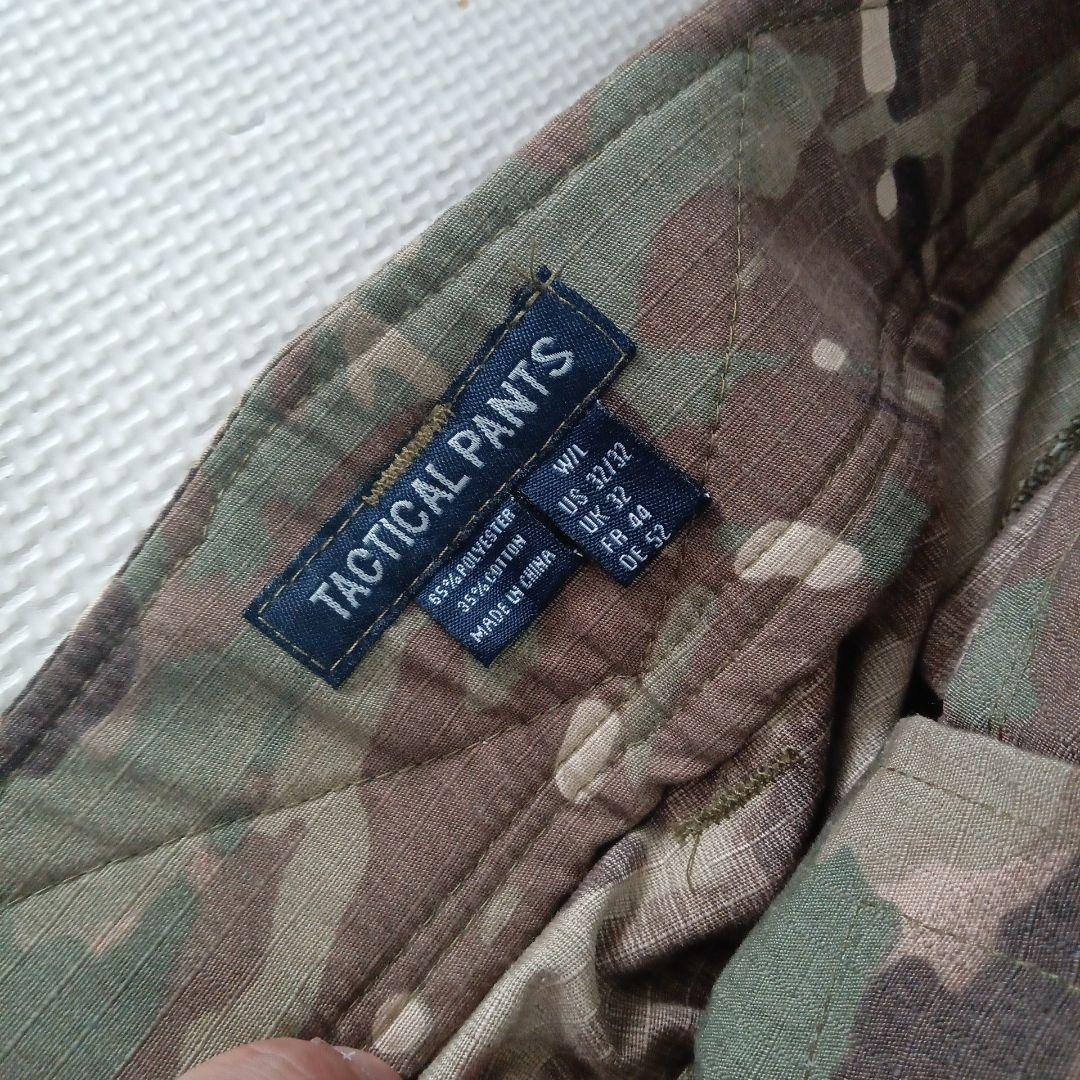 TACTICAL PANTS
65%POLYESTER
35%COTTON
MADE IN CHINA
W/L
US 32/32
UK 32
FR 44
DE 52